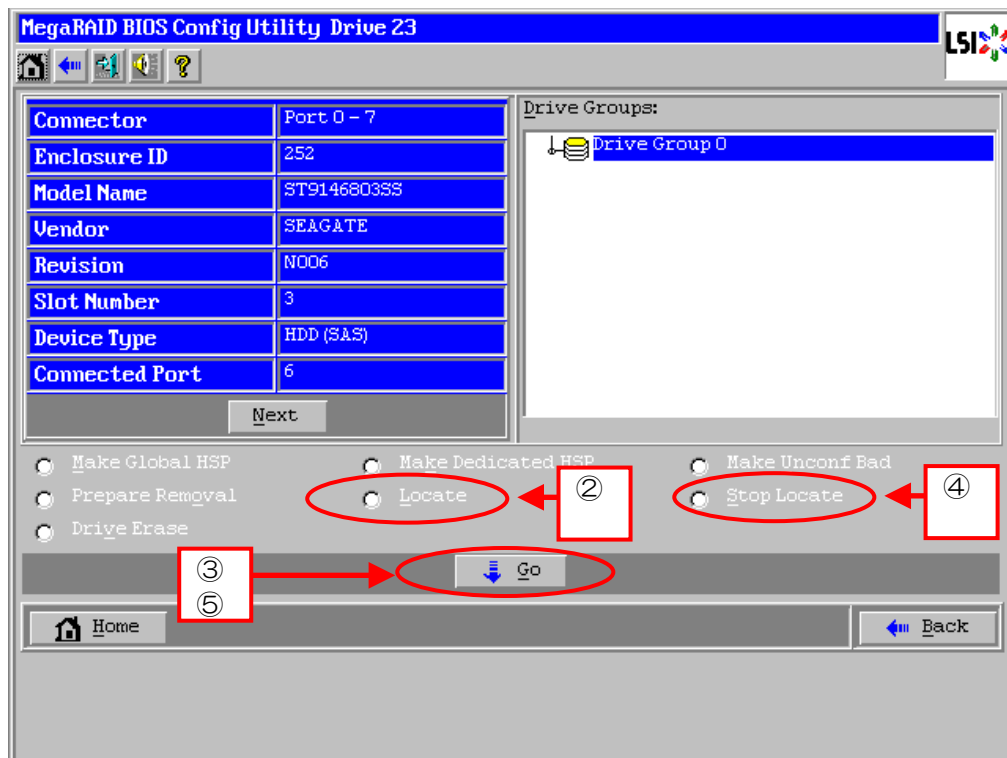 MegaRAID BIOS Config Utility Drive 23
LSI
?
Connector Port 0 - 7
Enclosure ID 252
Model Name ST9146803SS
Vendor SEAGATE
Revision N006
Slot Number 3
Device Type HDD (SAS)
Connected Port 6
Next
Drive Groups:
Drive Group 0
Make Global HSP Make Dedicated HSP Make Unconf Bad
Prepare Removal Locate Stop Locate
② ④
Drive Erase
③
⑤
Go
Home Back